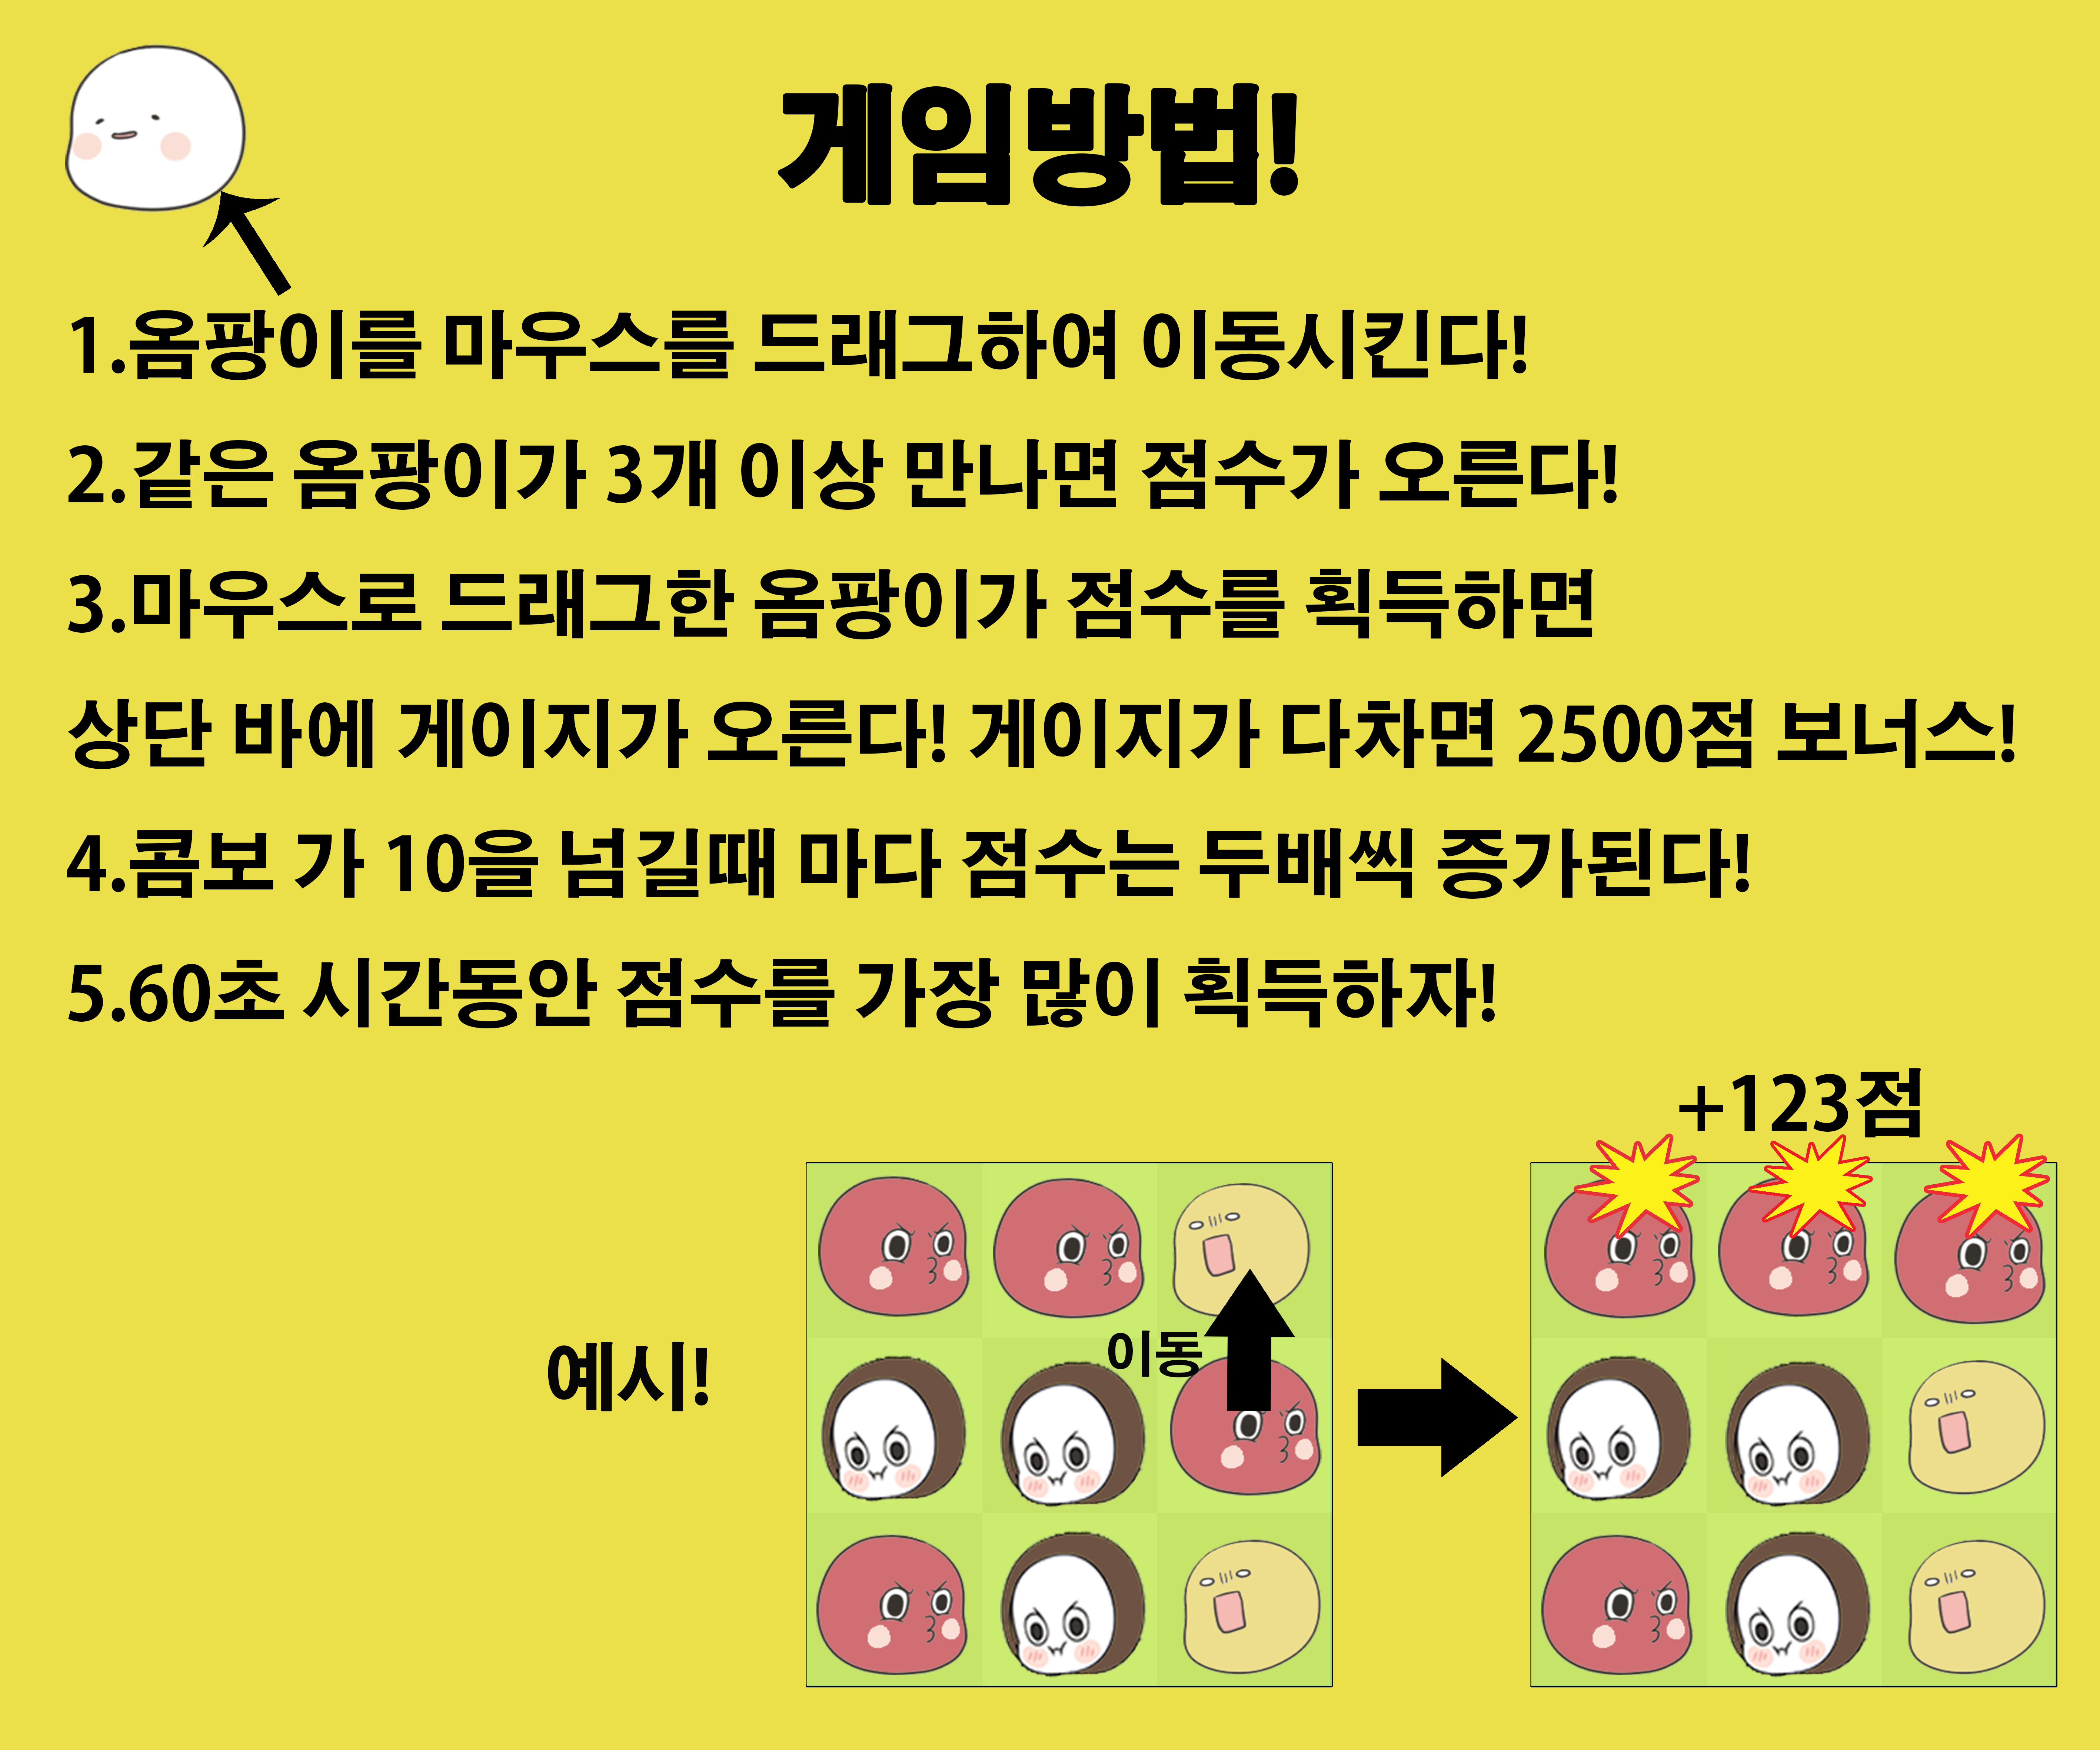 게임방법!
1.옴팡이를 마우스를 드래그하여 이동시킨다!
2.같은 옴팡이가 3개 이상 만나면 점수가 오른다!
3.마우스로 드래그한 옴팡이가 점수를 획득하면
상단 바에 게이지가 오른다! 게이지가 다차면 2500점 보너스!
4.콤보 가 10을 넘길때 마다 점수는 두배씩 증가된다!
5.60초 시간동안 점수를 가장 많이 획득하자!
+123점
이동
예시!